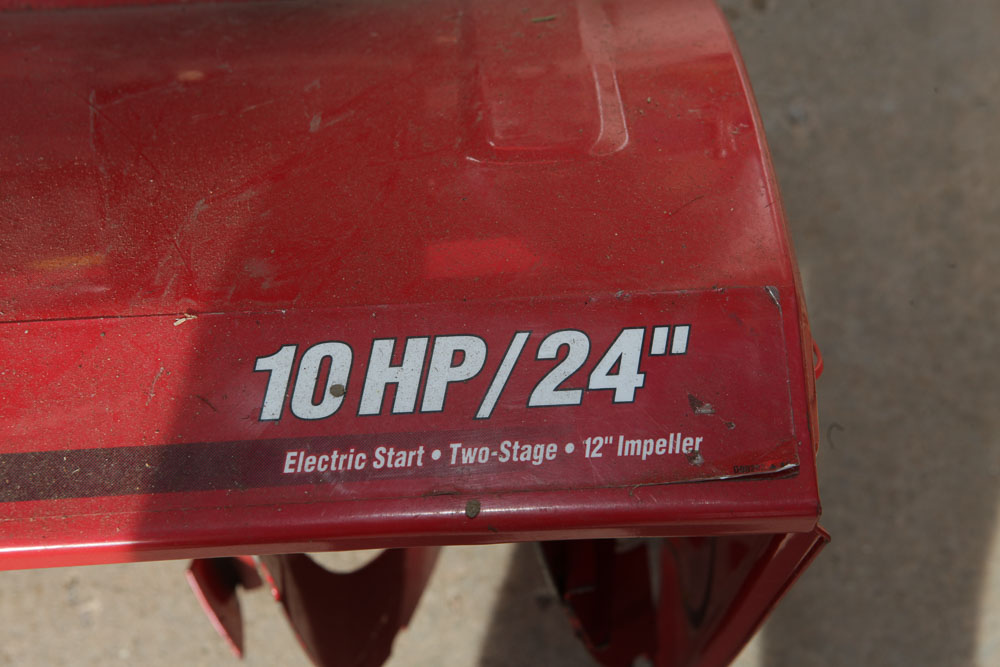 10 HP/24"
Electric Start • Two-Stage • 12" Impeller